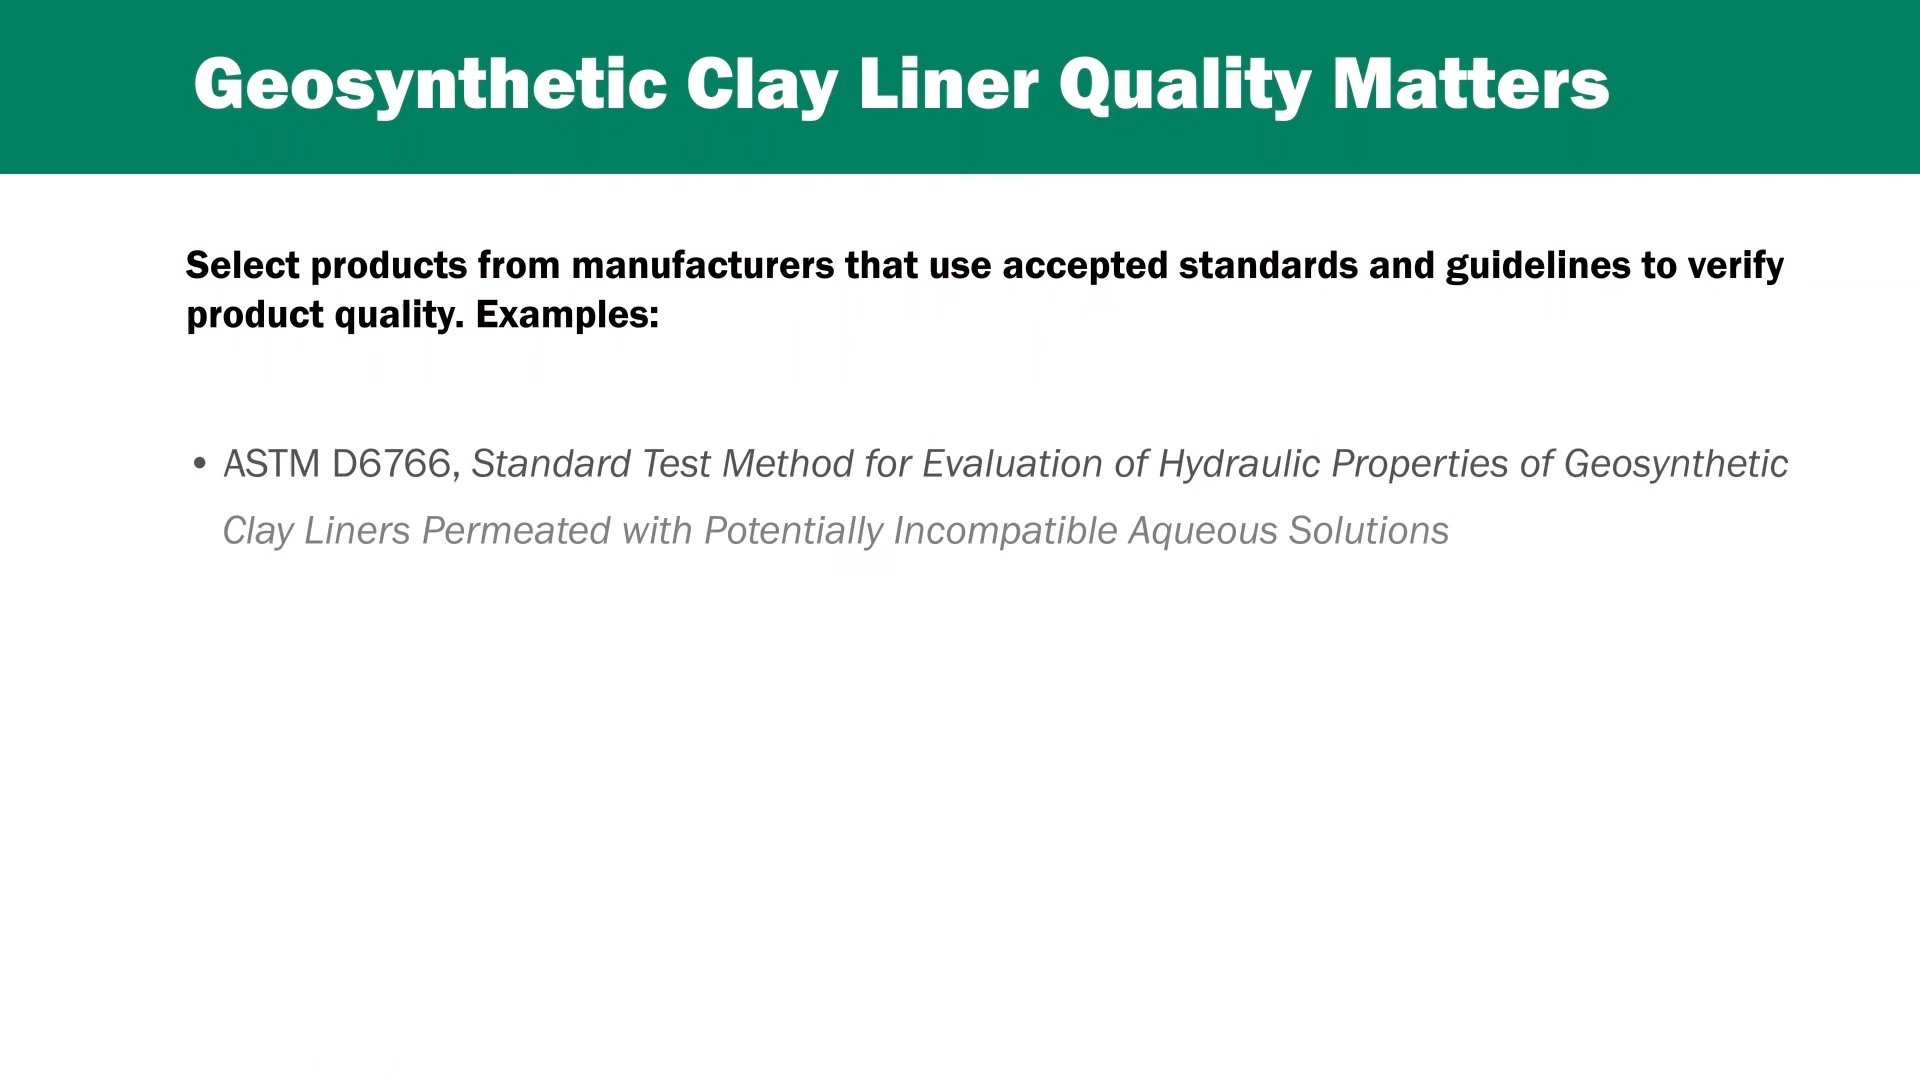 Geosynthetic Clay Liner Quality Matters
Select products from manufacturers that use accepted standards and guidelines to verify
product quality. Examples:
• ASTM D6766, Standard Test Method for Evaluation of Hydraulic Properties of Geosynthetic
Clay Liners Permeated with Potentially Incompatible Aqueous Solutions